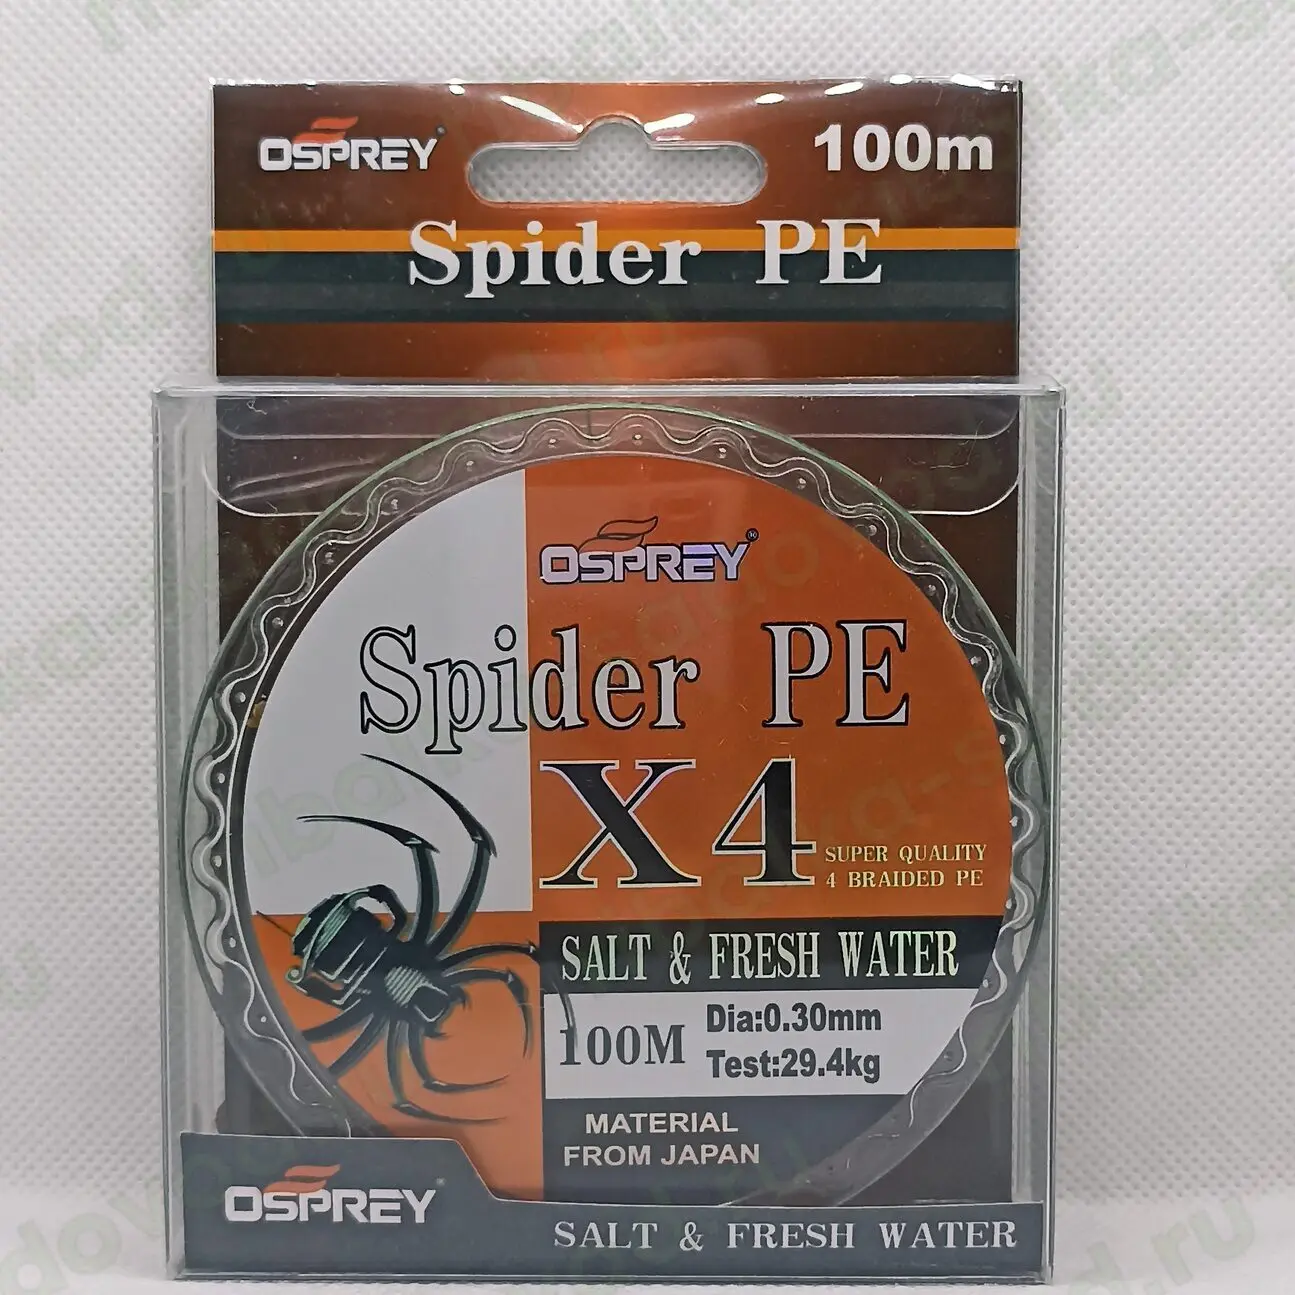 OSPREY
100m
Spider PE
OSPREY®
Spider PE
X4
SUPER QUALITY
4 BRAIDED PE
SALT & FRESH WATER
100M
Dia:0.30mm
Test:29.4kg
MATERIAL
FROM JAPAN
OSPREY
SALT & FRESH WATER